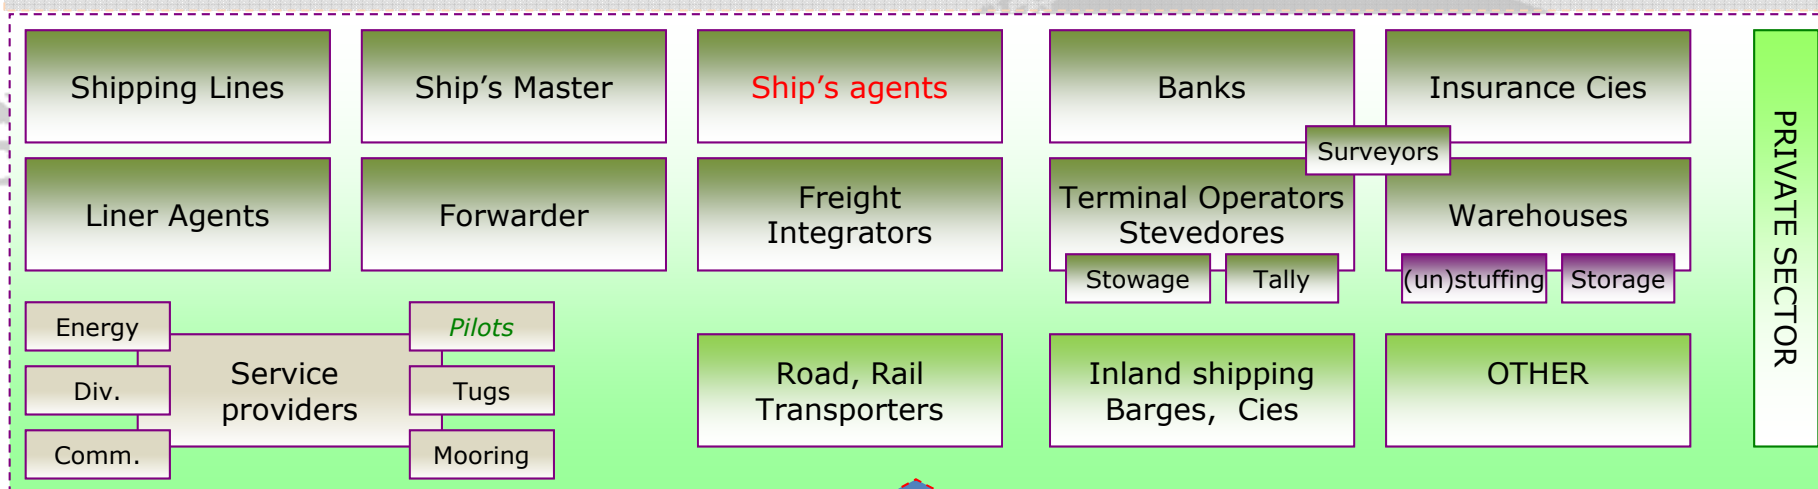 Shipping Lines
Ship's Master
Ship's agents
Banks
Insurance Cies
Surveyors
Liner Agents
Forwarder
Freight
Integrators
Terminal Operators
Stevedores
Stowage
Tally
Warehouses
(un)stuffing
Storage
Energy
Div.
Comm.
Service
providers
Pilots
Tugs
Mooring
Road, Rail
Transporters
Inland shipping
Barges, Cies
OTHER
PRIVATE SECTOR